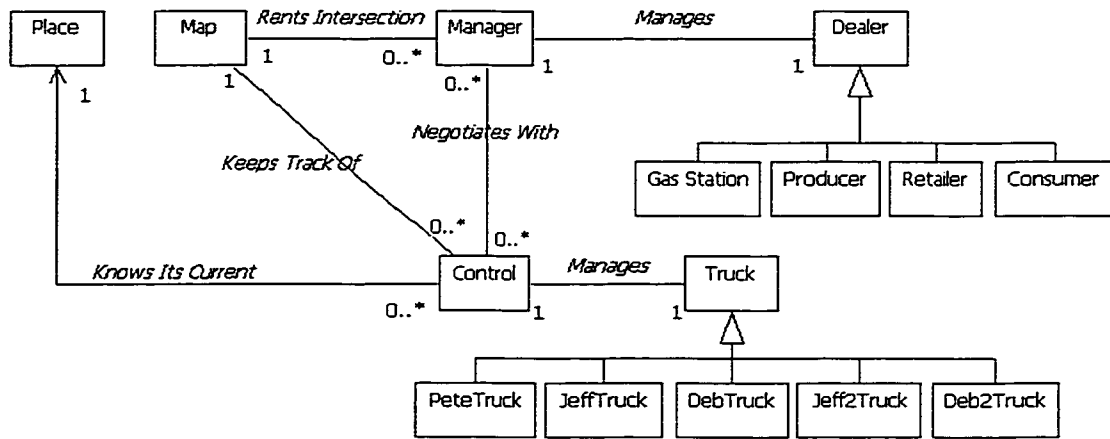 Rents Intersection
Manages
Place
Map
Manager
Dealer
1
1
1
0..*
0..*
1
1
Negotiates With
Keeps Track Of
Gas Station
Producer
Retailer
Consumer
0..*
0..*
Knows Its Current
Control
Manages
Truck
0..*
1
1
PeteTruck
JeffTruck
DebTruck
Jeff2Truck
Deb2Truck